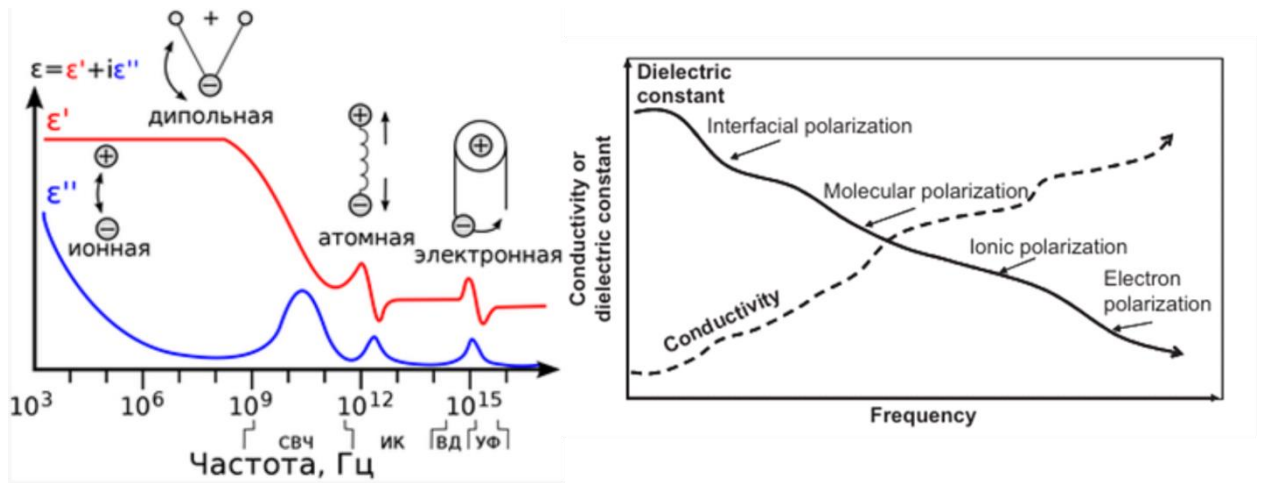 ε=ε'+iε''
+
−
дипольная
ε'
+
−
ионная
ε''
+
−
атомная
+
−
электронная
10³
10⁶
10⁹
10¹²
10¹⁵
СВЧ
ИК
ВД
УФ
Частота, Гц
Dielectric
constant
Interfacial polarization
Molecular polarization
Ionic polarization
Electron
polarization
Conductivity
Conductivity or
dielectric constant
Frequency